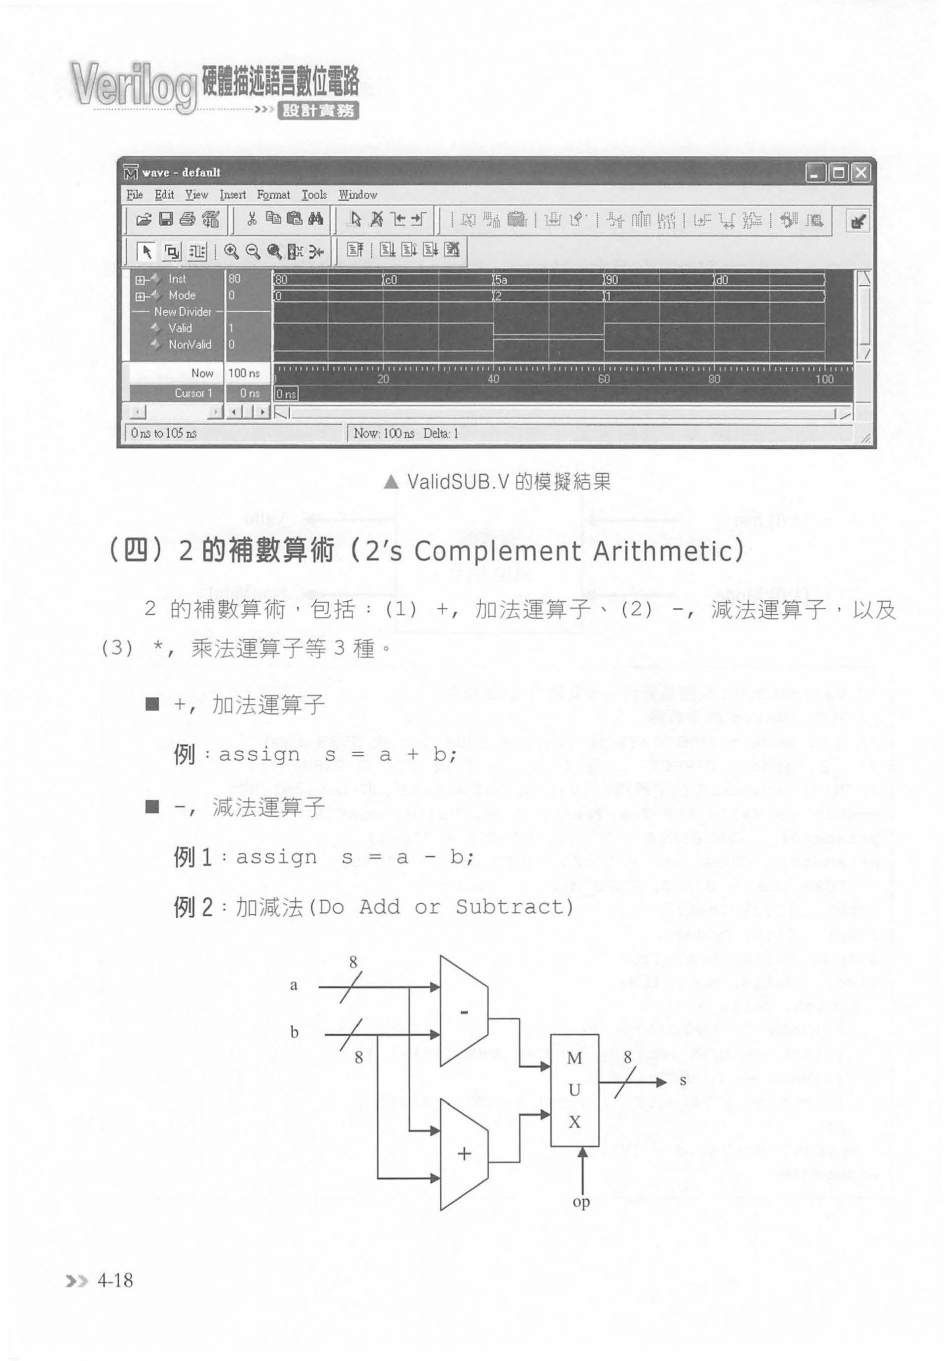 Verilog 硬體描述語言數位電路
設計實務
wave - default
File Edit View Insert Format Tools Window
Inst 80 80 c0 5a 90 d0
Mode 0 0 2 1
New Divider
Valid 1
NonValid 0
Now 100 ns 20 40 60 80 100
Cursor 1 0 ns 0 ns
0 ns to 105 ns Now: 100 ns Delta: 1
▲ ValidSUB.V 的模擬結果
(四) 2 的補數算術 (2's Complement Arithmetic)
2 的補數算術，包括：(1) +, 加法運算子、(2) -, 減法運算子，以及
(3) *, 乘法運算子等 3 種。
■ +, 加法運算子
例：assign s = a + b;
■ -, 減法運算子
例 1：assign s = a - b;
例 2：加減法(Do Add or Subtract)
8
a
-
b
8
M
U
X
8
s
+
op
4-18